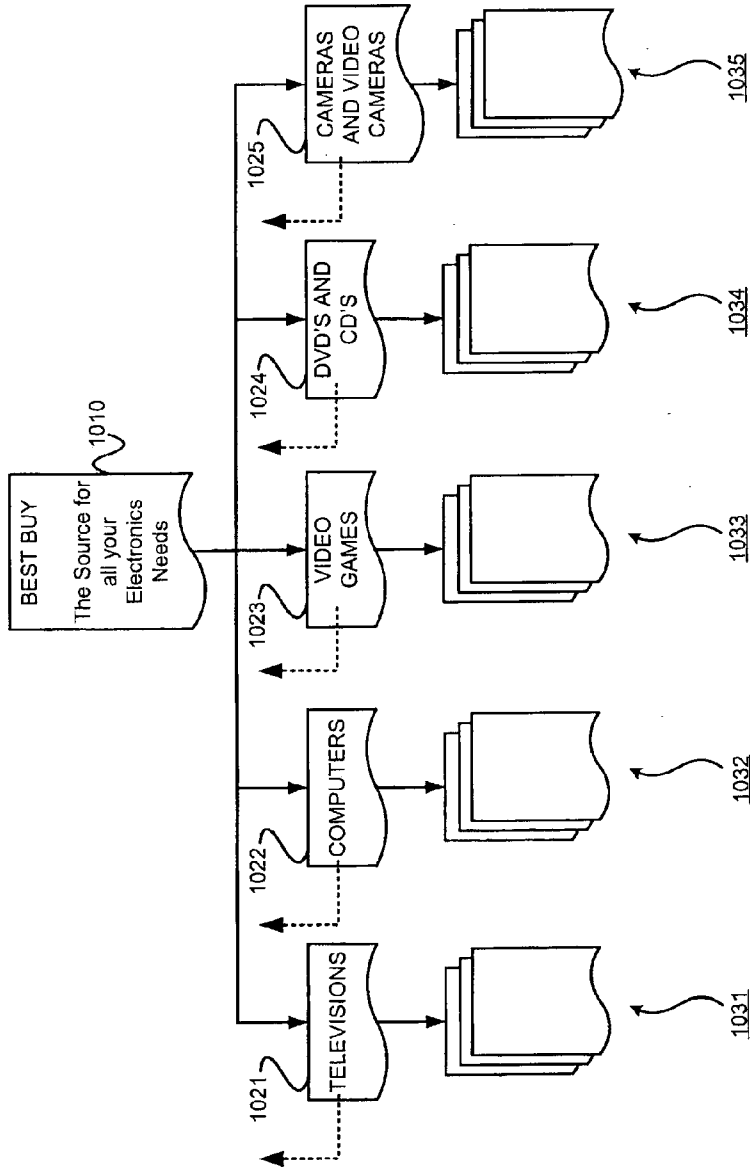 BEST BUY
The Source for
all your
Electronics
Needs
1010
1021
TELEVISIONS
1022
COMPUTERS
1023
VIDEO
GAMES
1024
DVD'S AND
CD'S
1025
CAMERAS
AND VIDEO
CAMERAS
1031
1032
1033
1034
1035